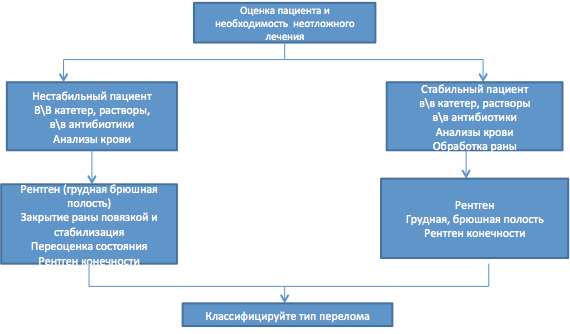 Оценка пациента и
необходимость неотложного
лечения
Нестабильный пациент
В\В катетер, растворы,
в\в антибиотики
Анализы крови
Стабильный пациент
в\в катетер, растворы
в\в антибиотики
Анализы крови
Обработка раны
Рентген (грудная брюшная
полость)
Закрытие раны повязкой и
стабилизация
Переоценка состояния
Рентген конечности
Рентген
Грудная, брюшная полость
Рентген конечности
Классифицируйте тип перелома